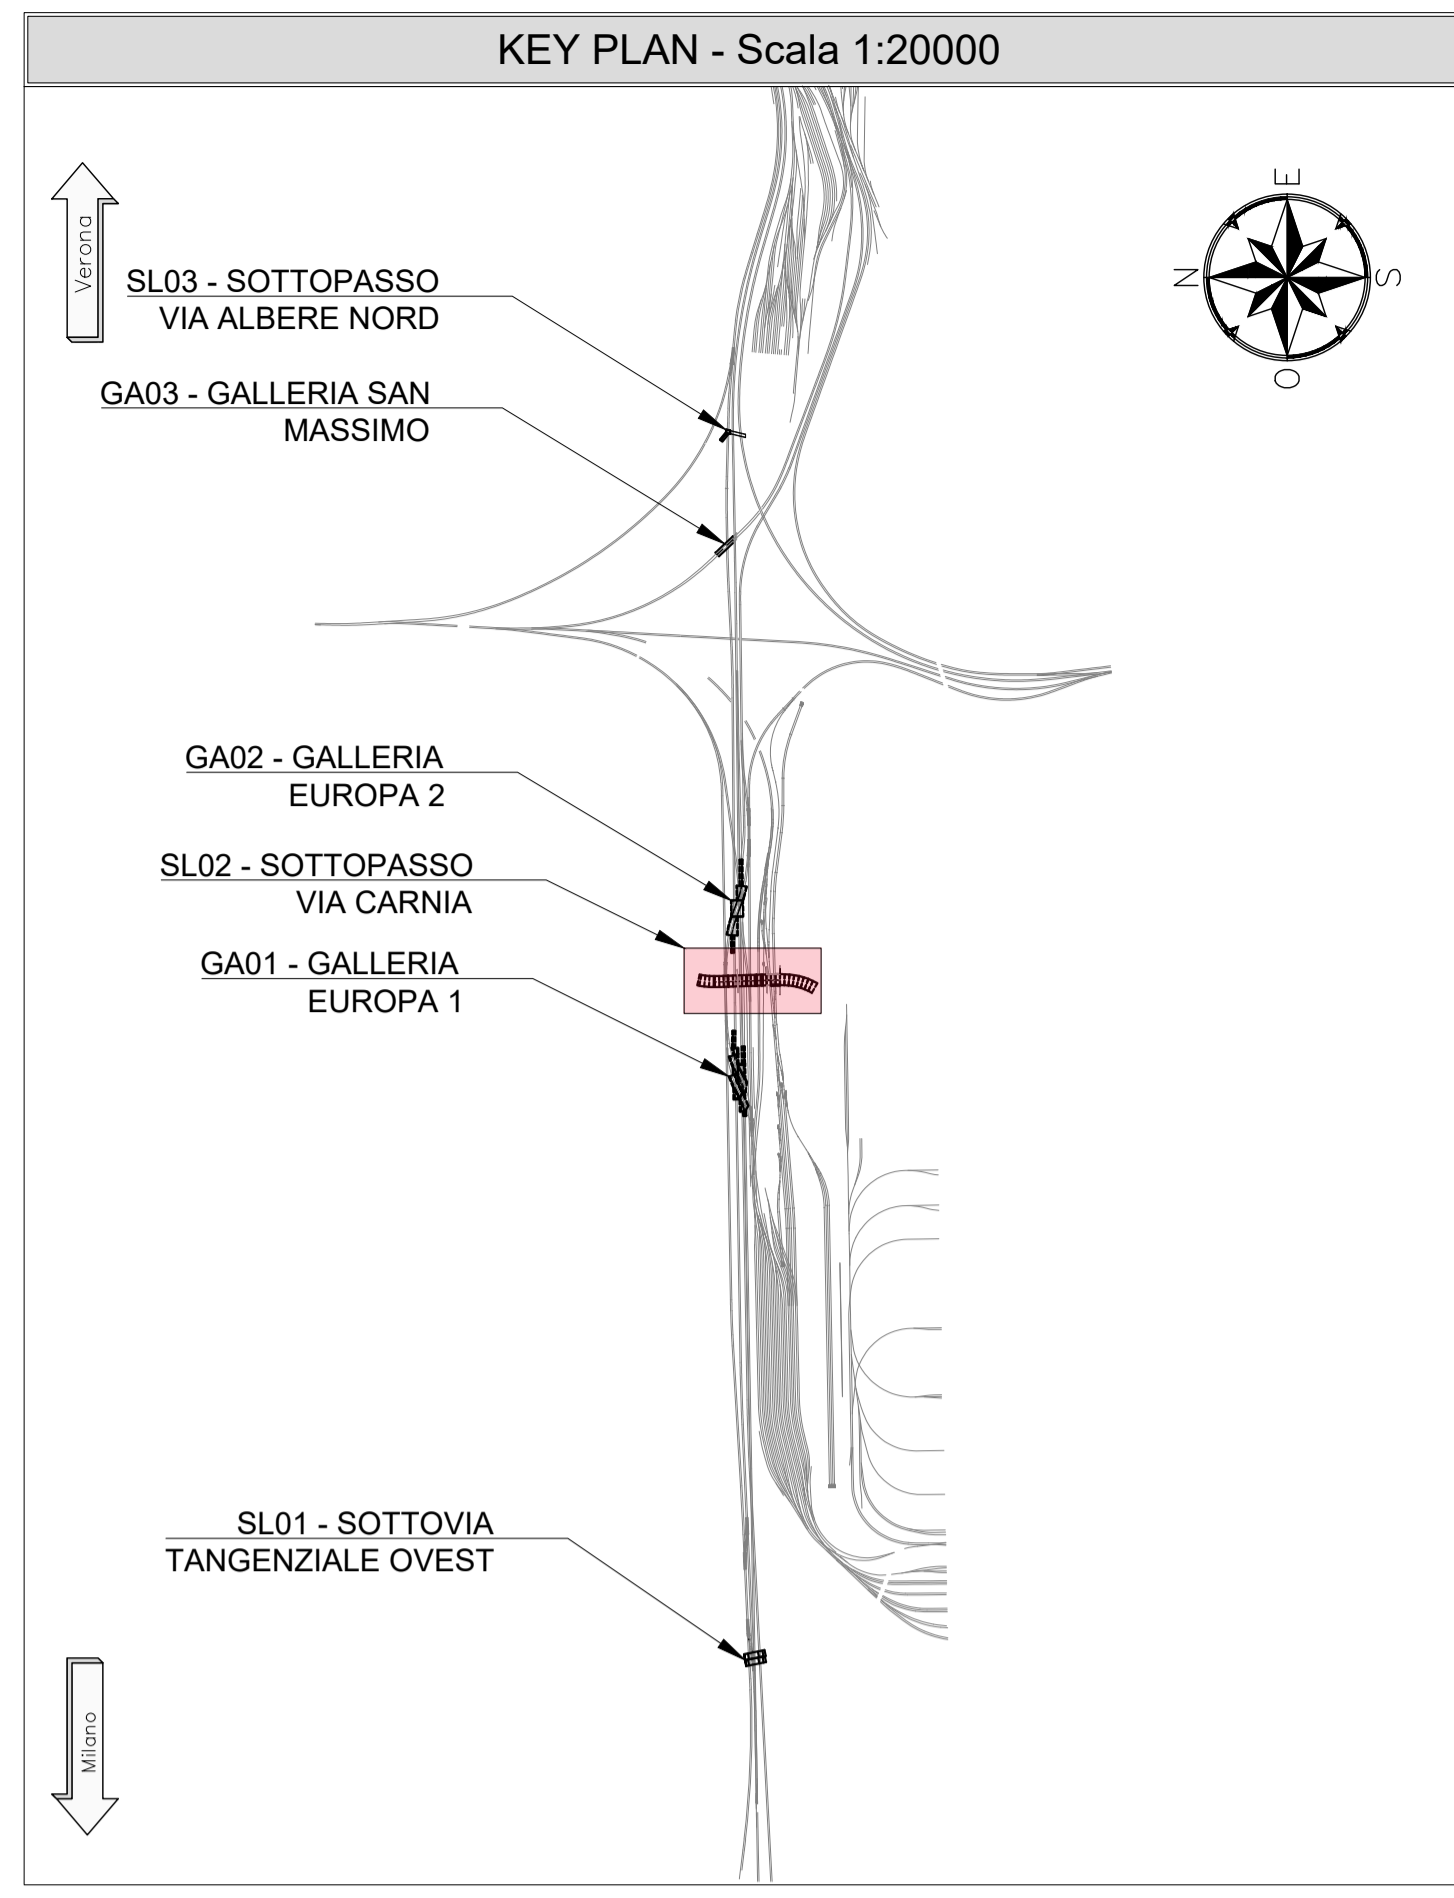 KEY PLAN - Scala 1:20000
Verona
E
N
S
O
SL03 - SOTTOPASSO
VIA ALBERE NORD
GA03 - GALLERIA SAN
MASSIMO
GA02 - GALLERIA
EUROPA 2
SL02 - SOTTOPASSO
VIA CARNIA
GA01 - GALLERIA
EUROPA 1
SL01 - SOTTOVIA
TANGENZIALE OVEST
Milano